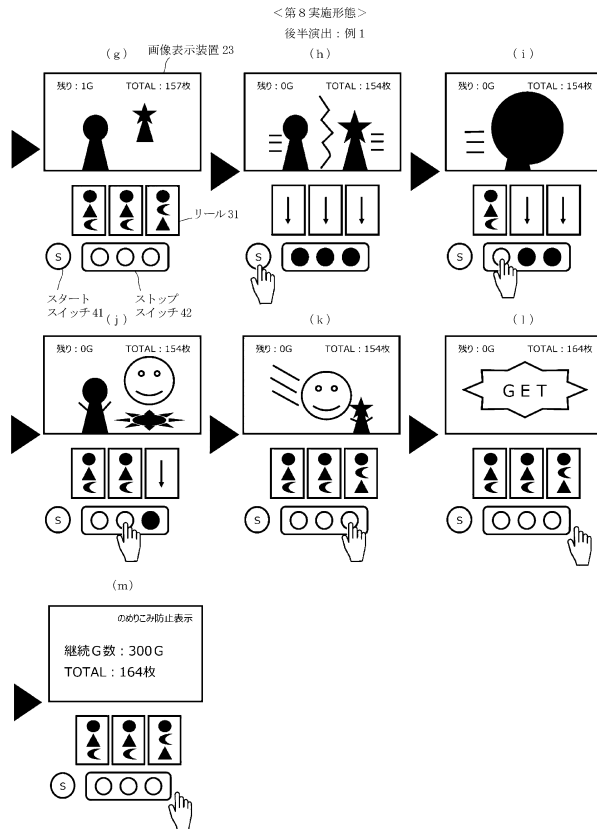 ＜第８実施形態＞
後半演出：例１
（ｇ）
画像表示装置23
（ｈ）
（ｉ）
残り：1G TOTAL：157枚
残り：0G TOTAL：154枚
残り：0G TOTAL：154枚
リール31
S
S
S
スタート
スイッチ41
ストップ
スイッチ42
（ｊ）
（ｋ）
（ｌ）
残り：0G TOTAL：154枚
残り：0G TOTAL：154枚
残り：0G TOTAL：164枚
ＧＥＴ
S
S
S
（ｍ）
のめりこみ防止表示
継続Ｇ数：300Ｇ
TOTAL：164枚
S